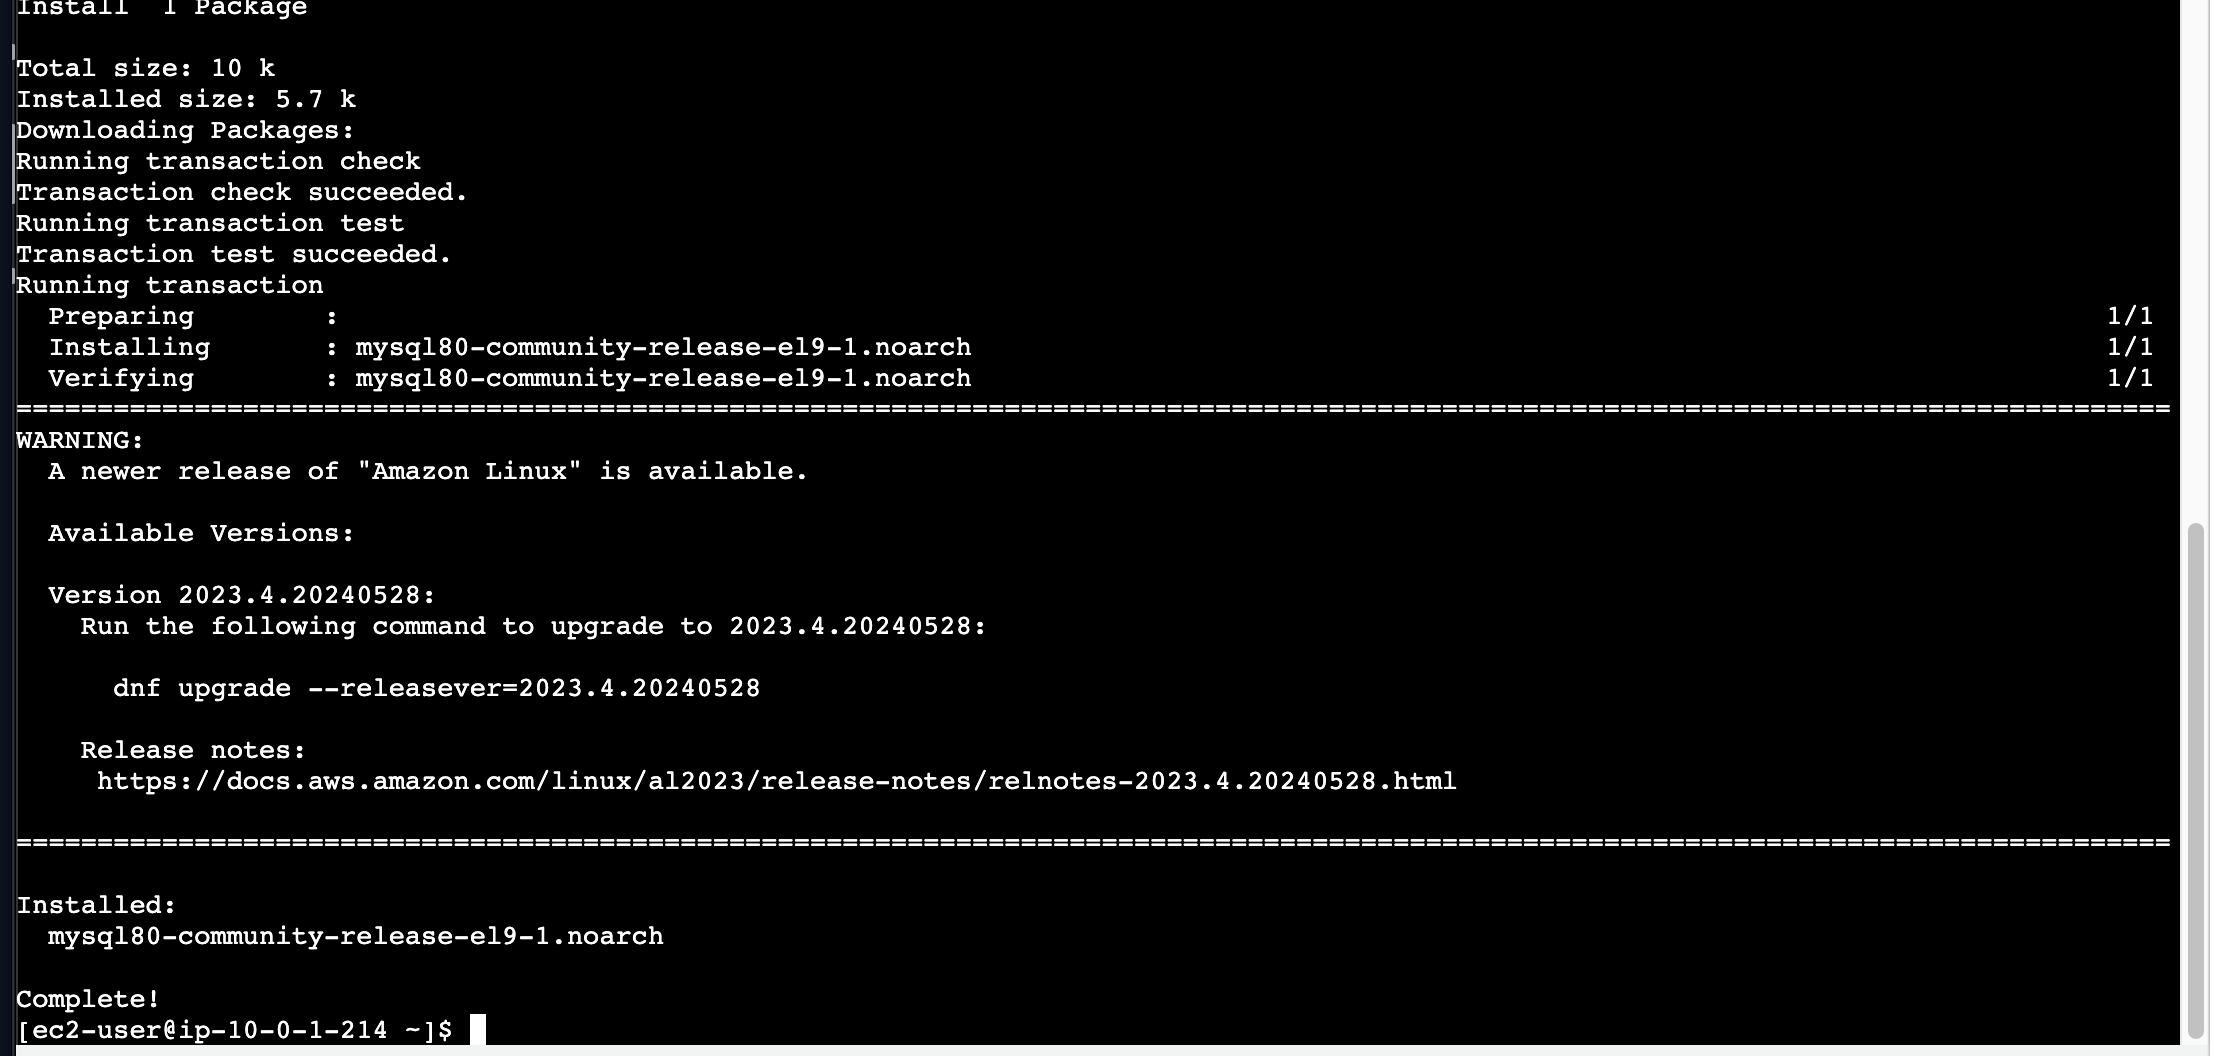 Install  1 Package
Total size: 10 k
Installed size: 5.7 k
Downloading Packages:
Running transaction check
Transaction check succeeded.
Running transaction test
Transaction test succeeded.
Running transaction
  Preparing        :                                                                                                              1/1
  Installing       : mysql80-community-release-el9-1.noarch                                                                       1/1
  Verifying        : mysql80-community-release-el9-1.noarch                                                                       1/1
=====================================================================================================================================
WARNING:
  A newer release of "Amazon Linux" is available.
  Available Versions:
  Version 2023.4.20240528:
    Run the following command to upgrade to 2023.4.20240528:
      dnf upgrade --releasever=2023.4.20240528
    Release notes:
     https://docs.aws.amazon.com/linux/al2023/release-notes/relnotes-2023.4.20240528.html
=====================================================================================================================================
Installed:
  mysql80-community-release-el9-1.noarch
Complete!
[ec2-user@ip-10-0-1-214 ~]$